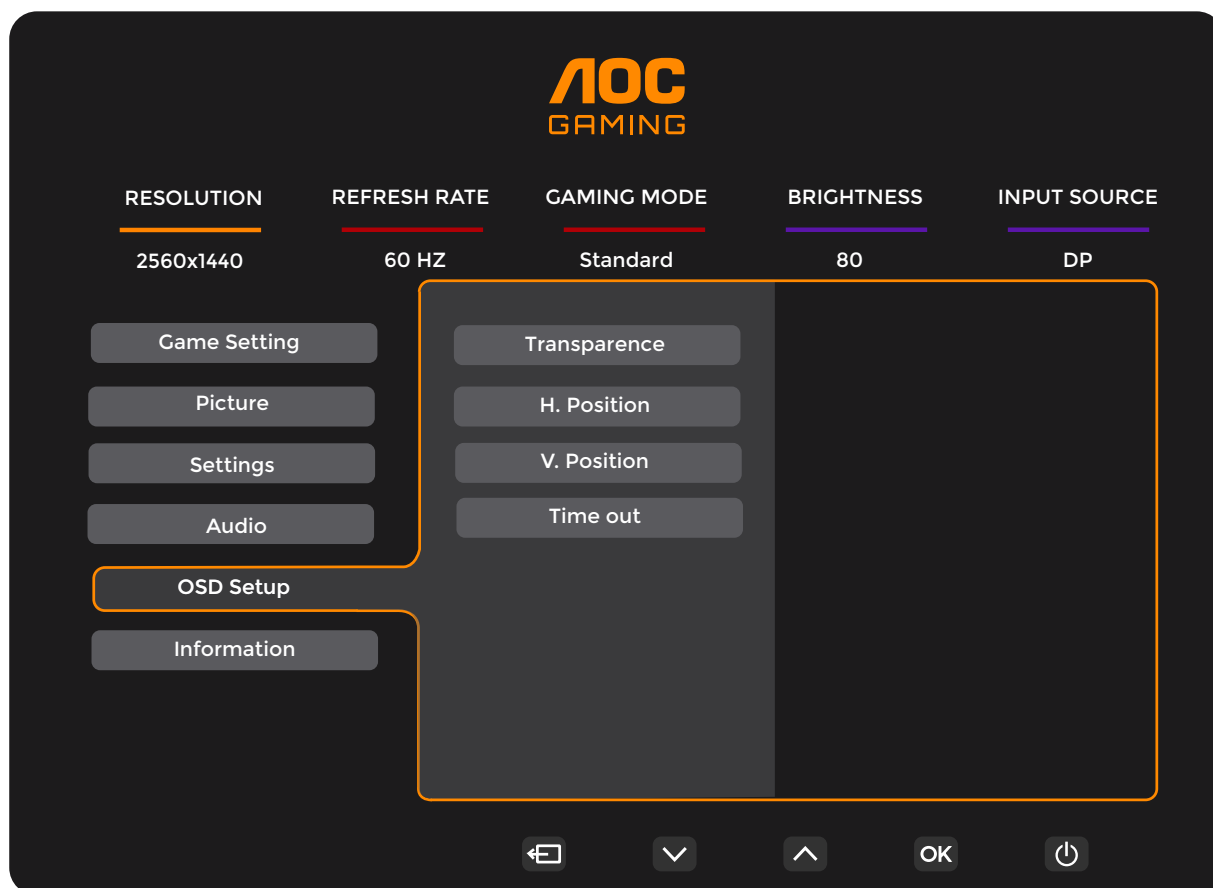 AOC
GAMING
RESOLUTION REFRESH RATE GAMING MODE BRIGHTNESS INPUT SOURCE
2560x1440 60 HZ Standard 80 DP
Game Setting
Picture
Settings
Audio
OSD Setup
Information
Transparence
H. Position
V. Position
Time out
OK